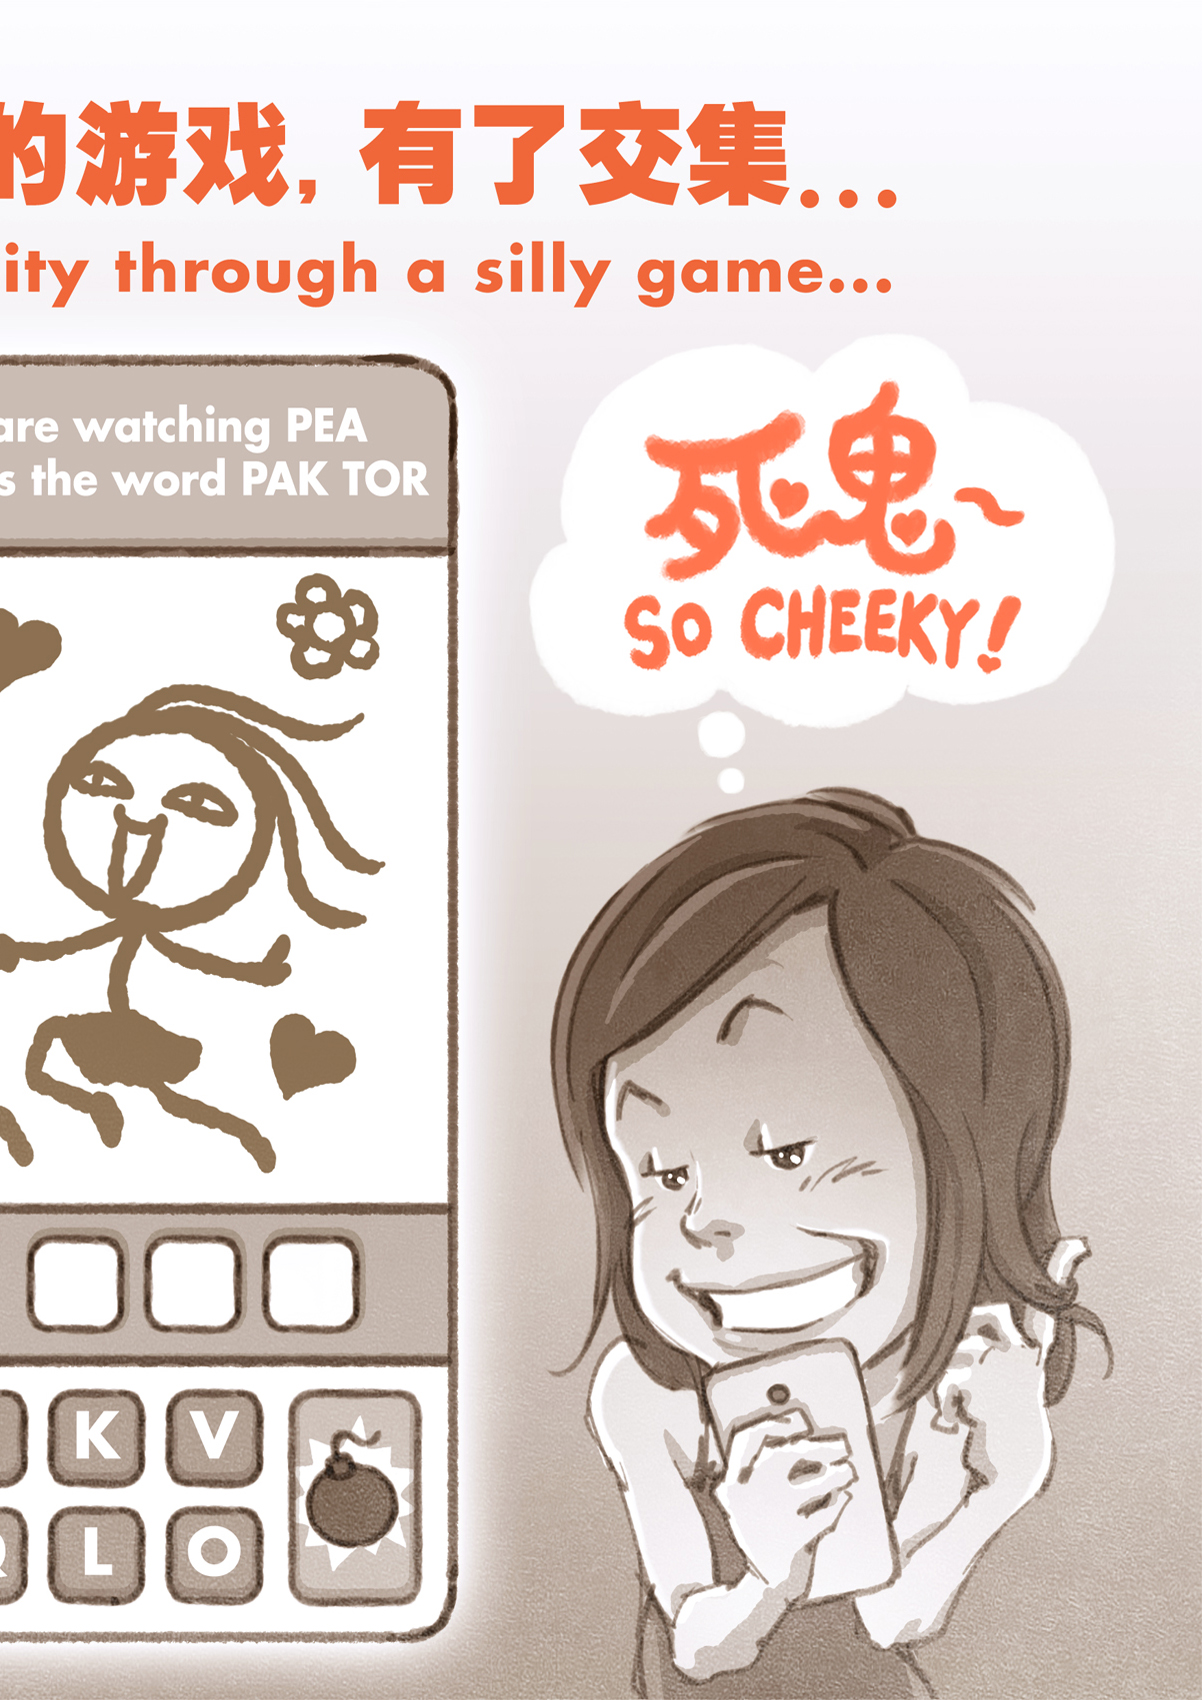 的游戏，有了交集...
ity through a silly game...
are watching PEA
s the word PAK TOR
死鬼~
SO CHEEKY!
K V
L O